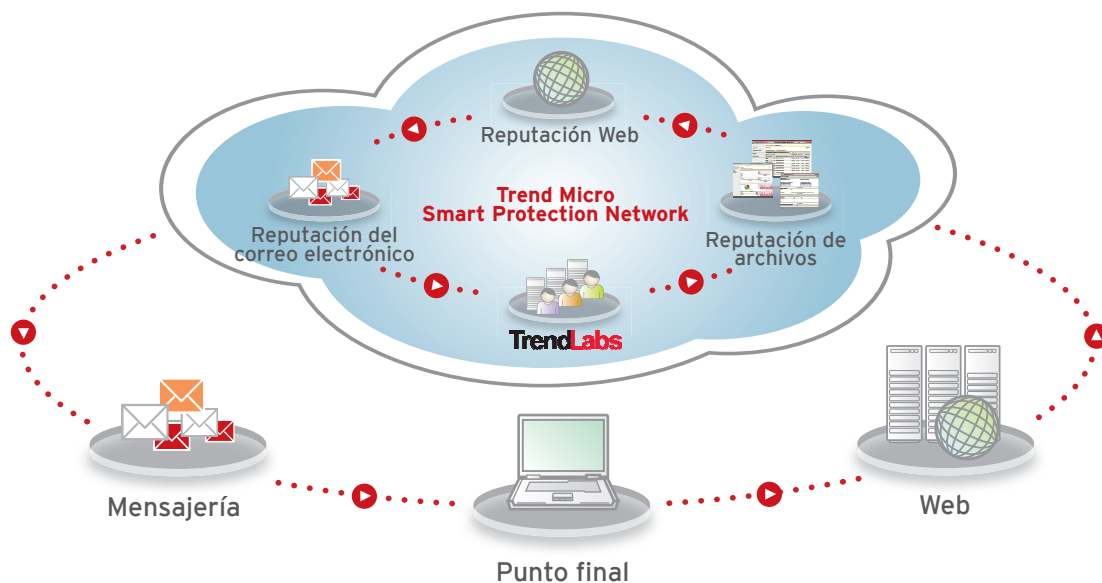 Reputación Web
Trend Micro
Smart Protection Network
Reputación del
correo electrónico
Reputación de
archivos
TrendLabs
Mensajería
Punto final
Web